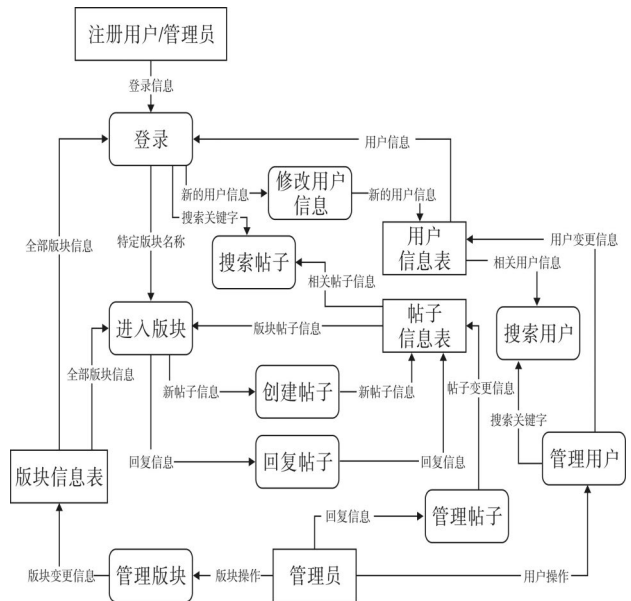 注册用户/管理员
登录信息
登录
用户信息
新的用户信息
修改用户
信息
新的用户信息
搜索关键字
全部版块信息
特定版块名称
搜索帖子
用户
信息表
用户变更信息
相关用户信息
相关帖子信息
进入版块
版块帖子信息
帖子
信息表
搜索用户
全部版块信息
新帖子信息
创建帖子
新帖子信息
帖子变更信息
搜索关键字
版块信息表
回复信息
回复帖子
回复信息
管理用户
回复信息
管理帖子
版块变更信息
管理版块
版块操作
管理员
用户操作